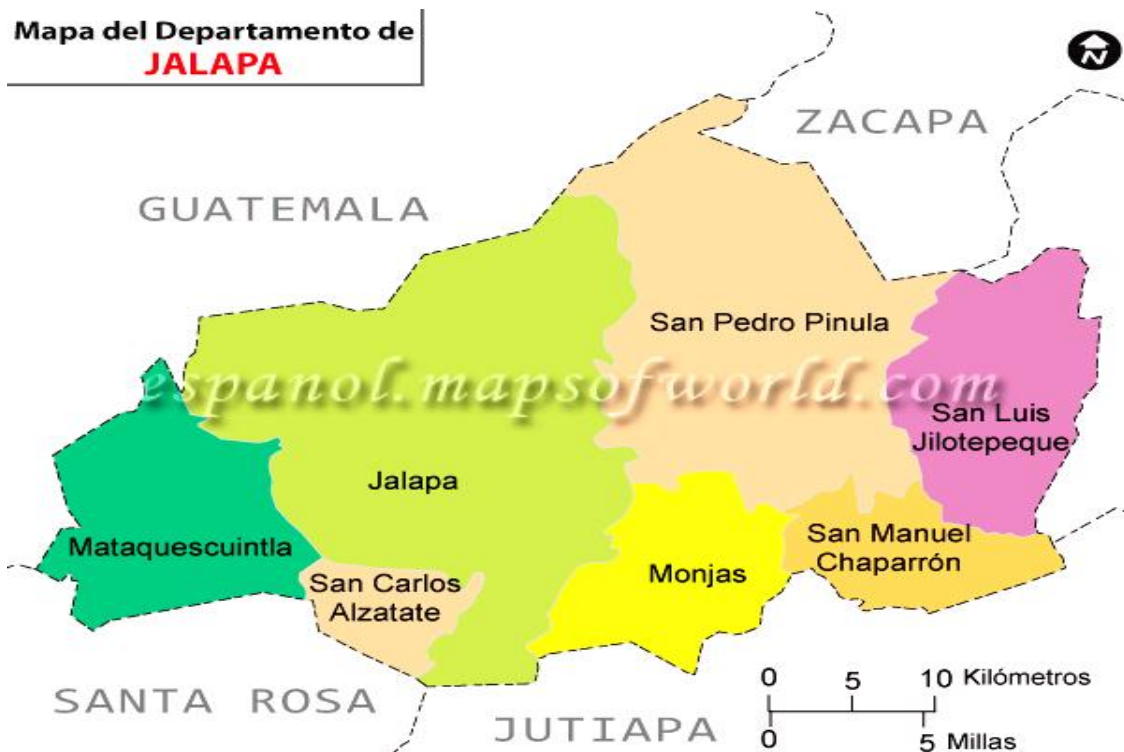 Mapa del Departamento de
JALAPA
N
ZACAPA
GUATEMALA
San Pedro Pinula
espanol.mapsofworld.com
San Luis
Jilotepeque
Jalapa
Mataquescuintla
San Manuel
Chaparrón
Monjas
San Carlos
Alzatate
SANTA ROSA
JUTIAPA
0 5 10 Kilómetros
0 5 Millas